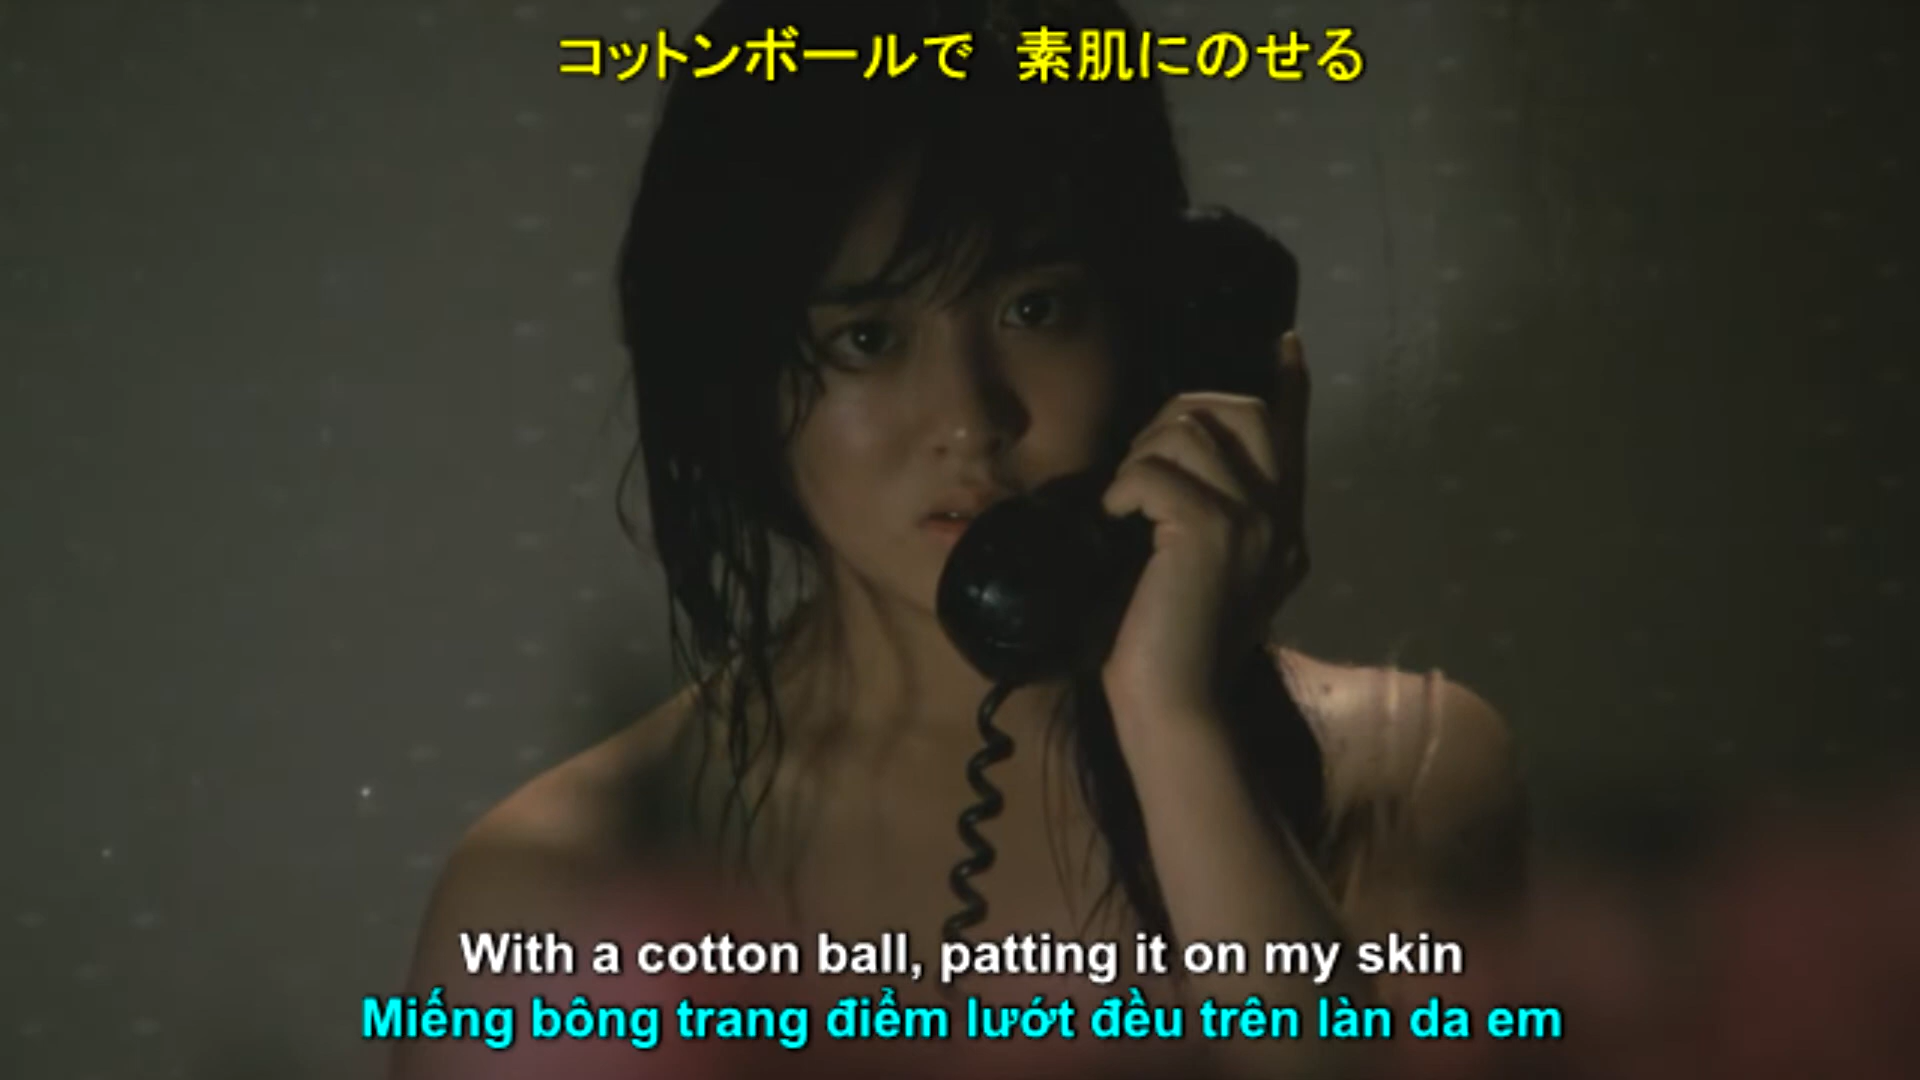 コットンボールで　素肌にのせる
With a cotton ball, patting it on my skin
Miếng bông trang điểm lướt đều trên làn da em